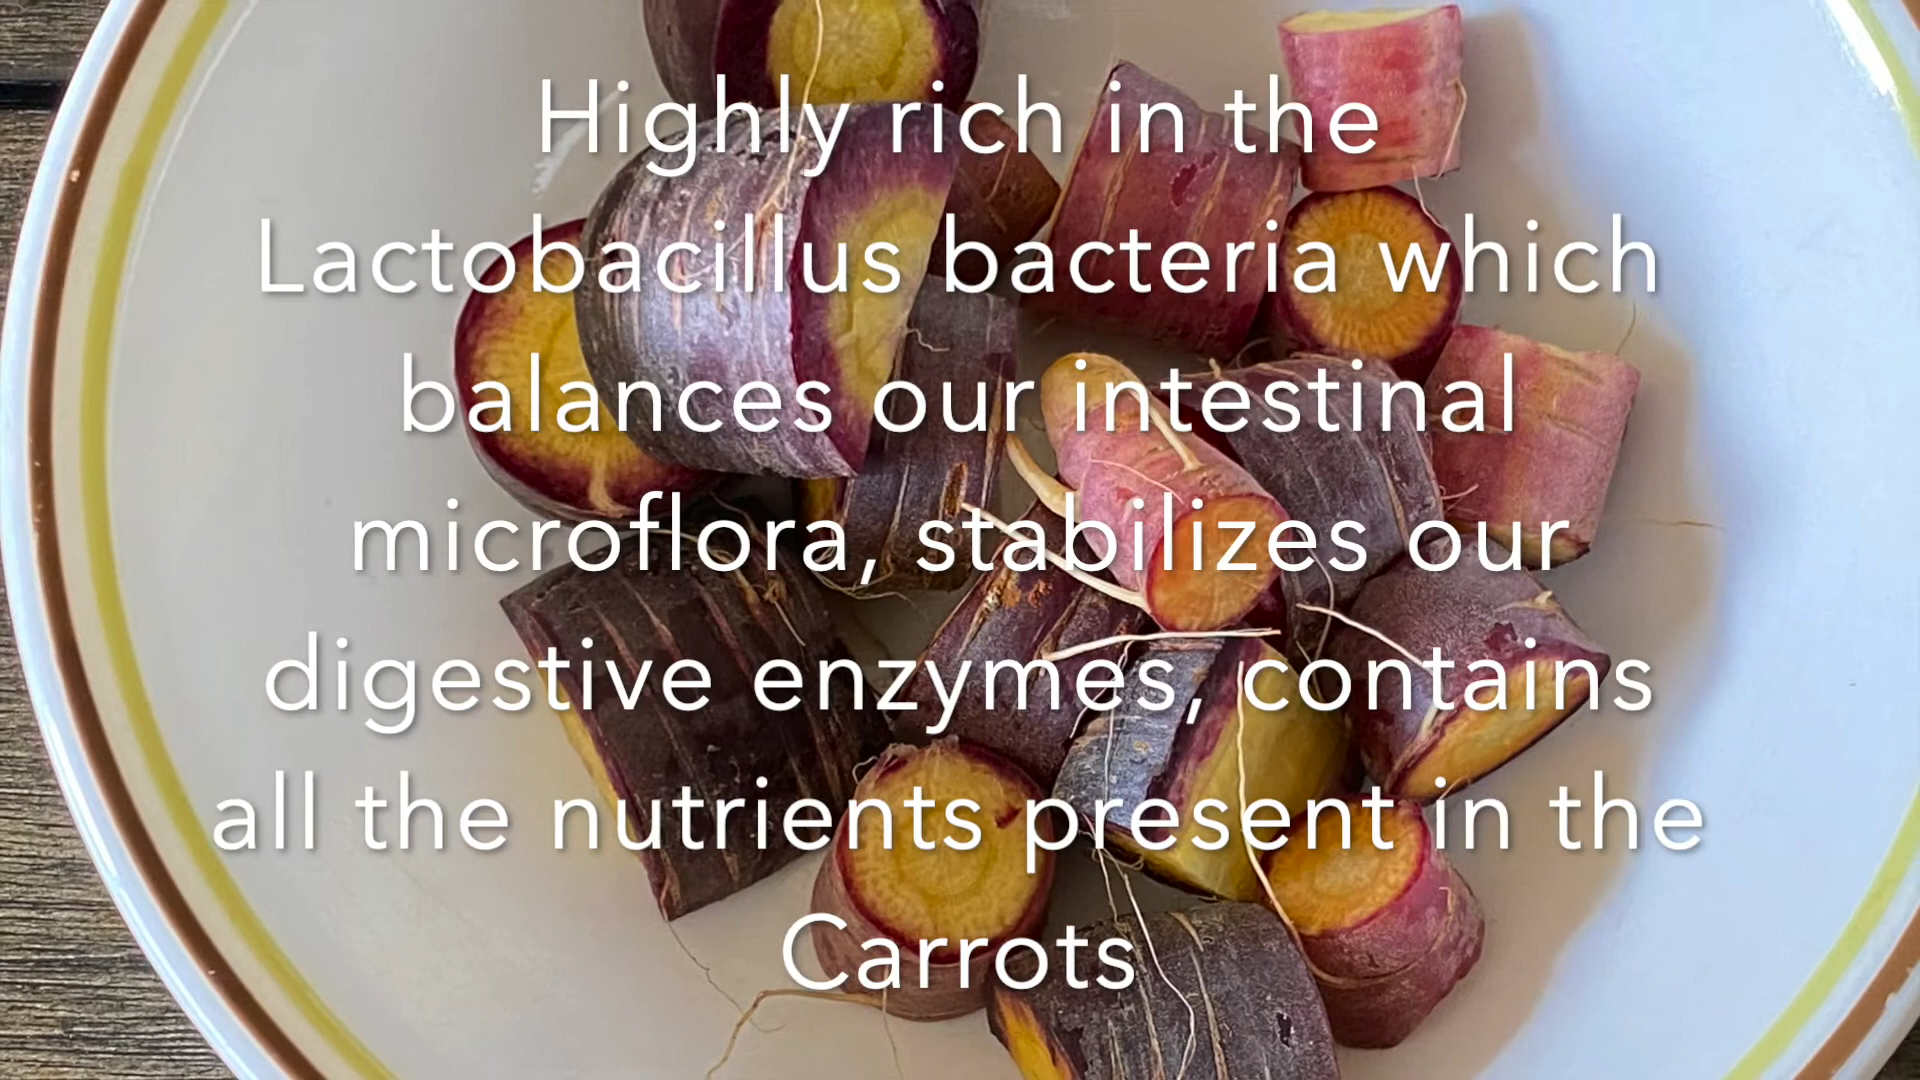 Highly rich in the
Lactobacillus bacteria which
balances our intestinal
microflora, stabilizes our
digestive enzymes, contains
all the nutrients present in the
Carrots